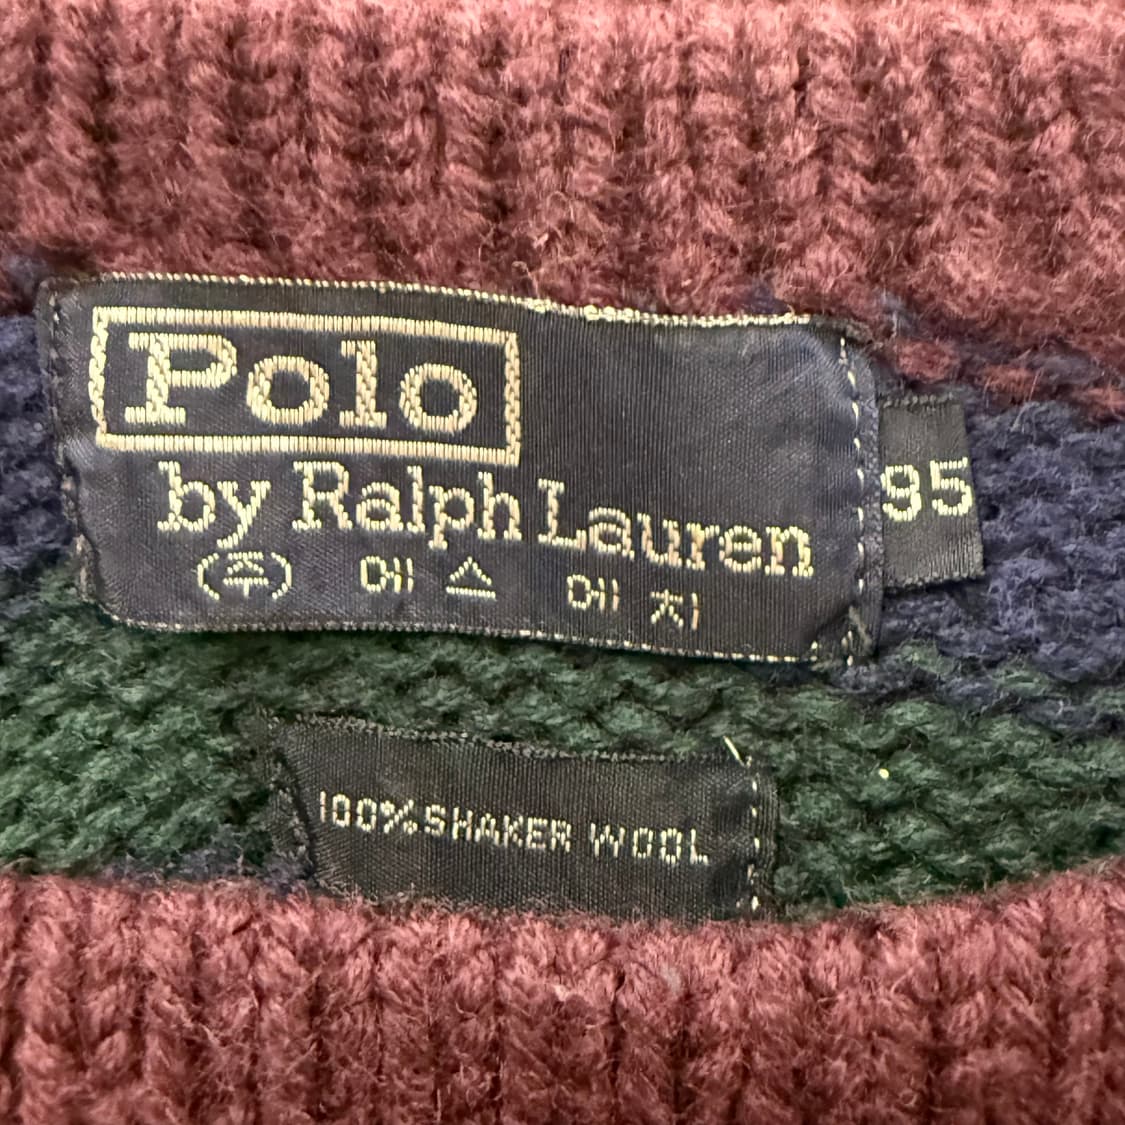 Polo
by Ralph Lauren
(주) 에 스 에 치
95
100% SHAKER WOOL